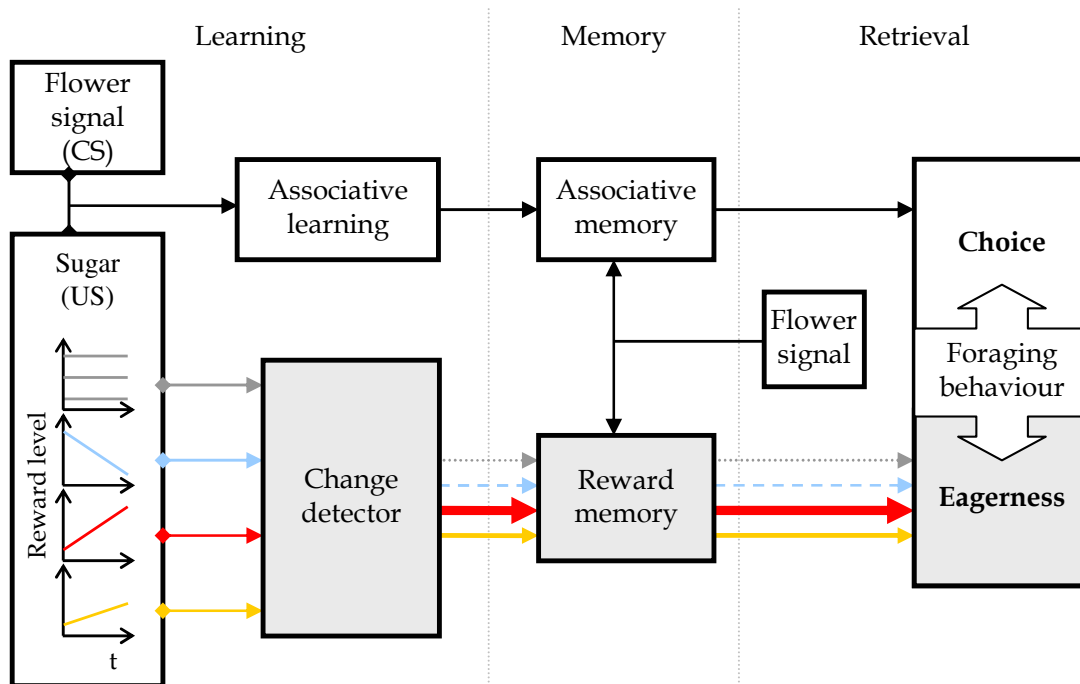 Learning
Memory
Retrieval
Flower
signal
(CS)
Associative
learning
Associative
memory
Choice
Sugar
(US)
Flower
signal
Foraging
behaviour
Reward level
Change
detector
Reward
memory
Eagerness
t